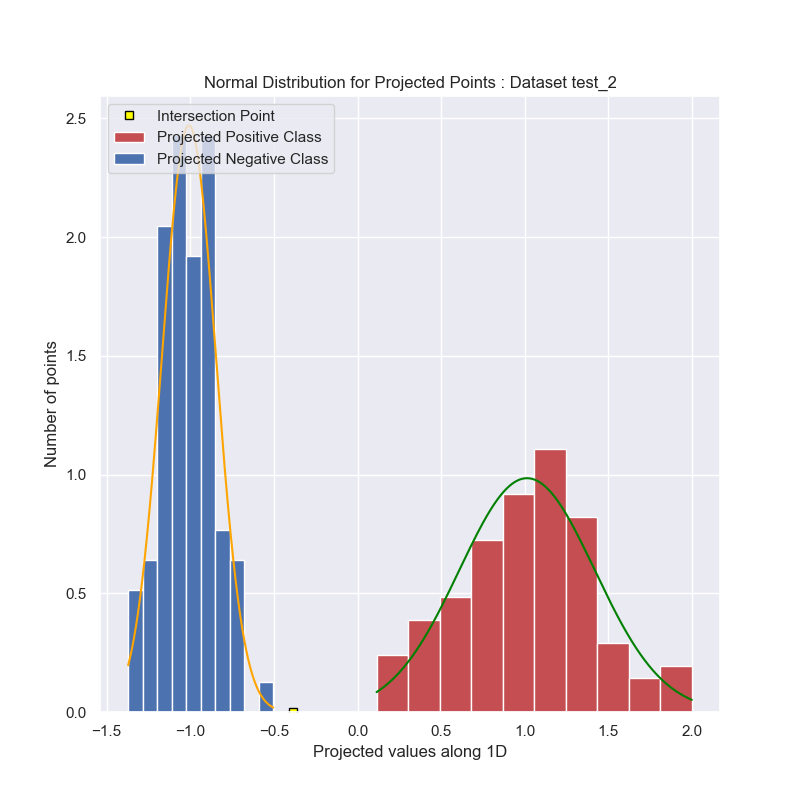 Normal Distribution for Projected Points : Dataset test_2
Intersection Point
Projected Positive Class
Projected Negative Class
2.5
2.0
1.5
1.0
0.5
0.0
Number of points
−1.5 −1.0 −0.5 0.0 0.5 1.0 1.5 2.0
Projected values along 1D